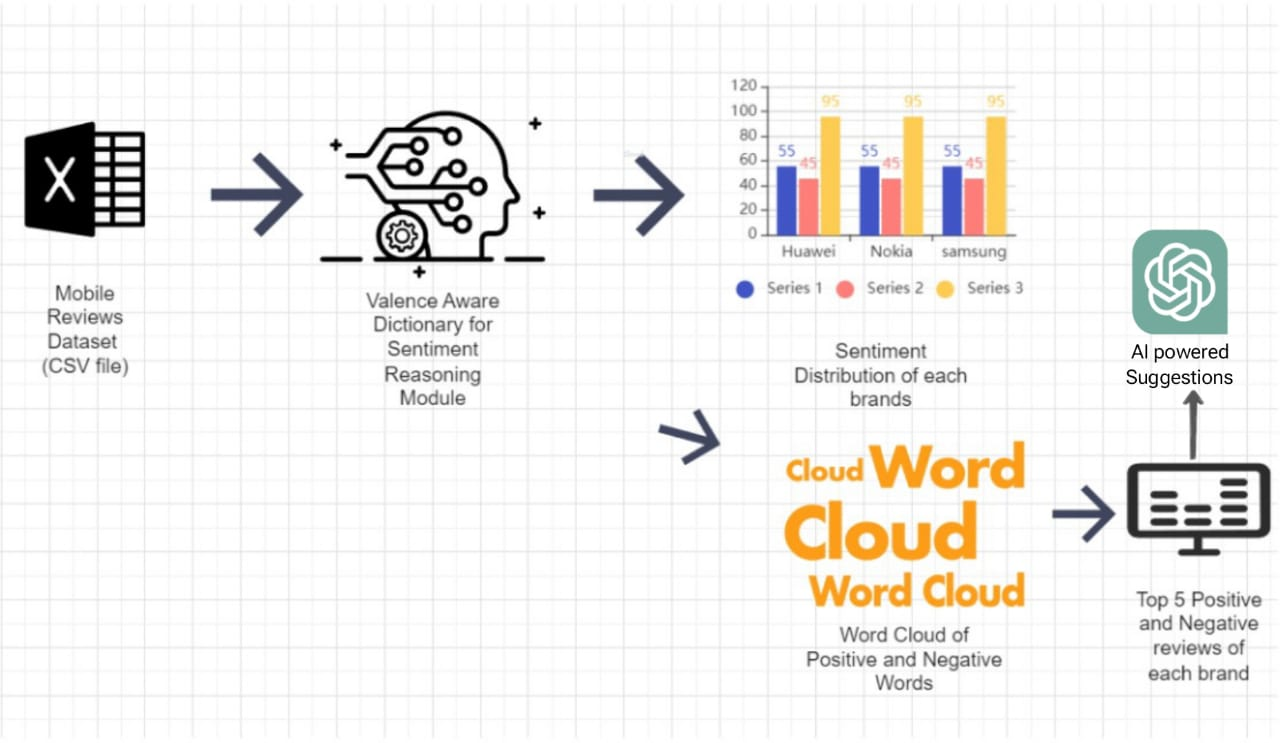 X
Mobile
Reviews
Dataset
(CSV file)
Valence Aware
Dictionary for
Sentiment
Reasoning
Module
120
100
80
60
40
20
0
55 45 95
55 45 95
55 45 95
Huawei Nokia samsung
Series 1 Series 2 Series 3
Sentiment
Distribution of each
brands
Cloud Word
Cloud
Word Cloud
Word Cloud of
Positive and Negative
Words
AI powered
Suggestions
Top 5 Positive
and Negative
reviews of
each brand